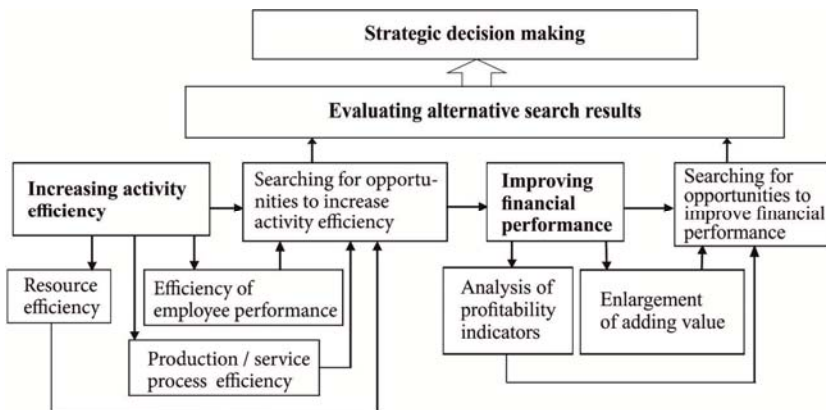 Strategic decision making
Evaluating alternative search results
Increasing activity
efficiency
Searching for opportu-
nities to increase
activity efficiency
Improving
financial
performance
Searching for
opportunities to
improve financial
performance
Resource
efficiency
Efficiency of
employee performance
Production / service
process efficiency
Analysis of
profitability
indicators
Enlargement
of adding value